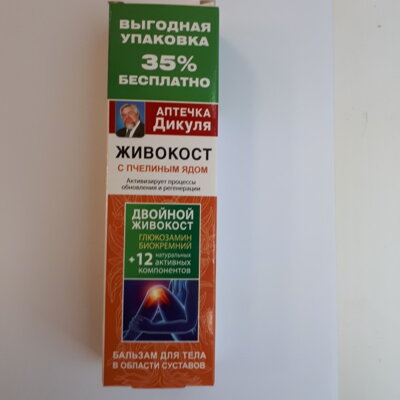 ВЫГОДНАЯ
УПАКОВКА
35%
БЕСПЛАТНО
АПТЕЧКА
Дикуля
ЖИВОКОСТ
С ПЧЕЛИНЫМ ЯДОМ
Активизирует процессы
обновления и регенерации
ДВОЙНОЙ
ЖИВОКОСТ
ГЛЮКОЗАМИН
БИОКРЕМНИЙ
+12 натуральных
активных
компонентов
БАЛЬЗАМ ДЛЯ ТЕЛА
В ОБЛАСТИ СУСТАВОВ